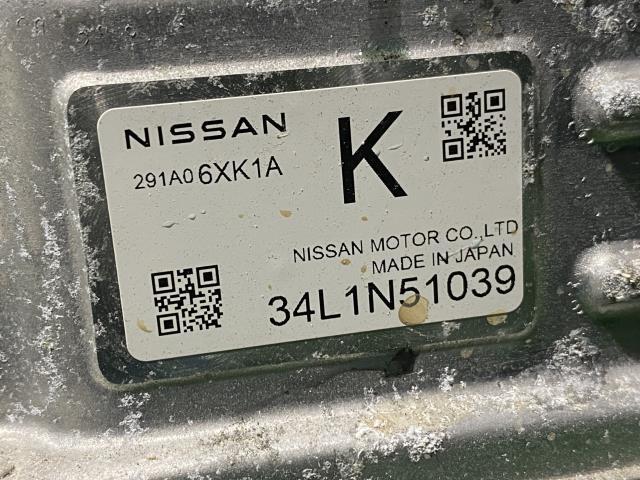 NISSAN
291A0 6XK1A
K
NISSAN MOTOR CO.,LTD
MADE IN JAPAN
34L1N51039